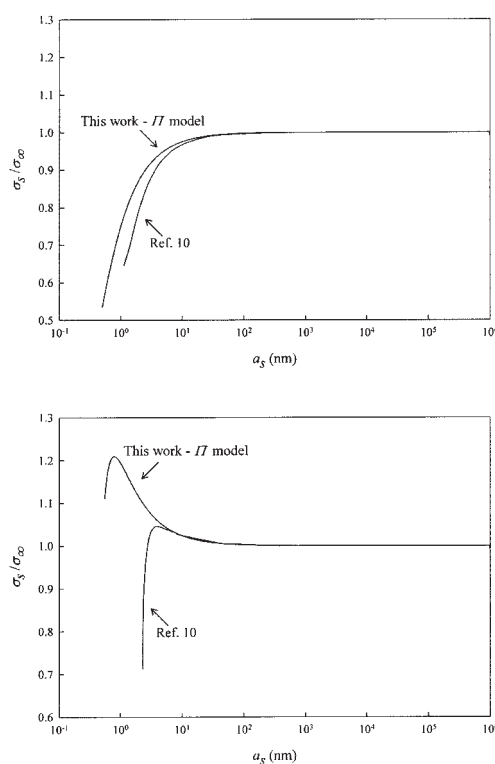 1.3
1.2
This work - Π model
1.1
1.0
σS/σ∞
0.9
0.8
0.7
Ref. 10
0.6
0.5
10⁻¹ 10⁰ 10¹ 10² 10³ 10⁴ 10⁵ 10⁶
aS (nm)
1.3
This work - Π model
1.2
1.1
1.0
σS/σ∞
0.9
0.8
Ref. 10
0.7
0.6
10⁻¹ 10⁰ 10¹ 10² 10³ 10⁴ 10⁵
aS (nm)